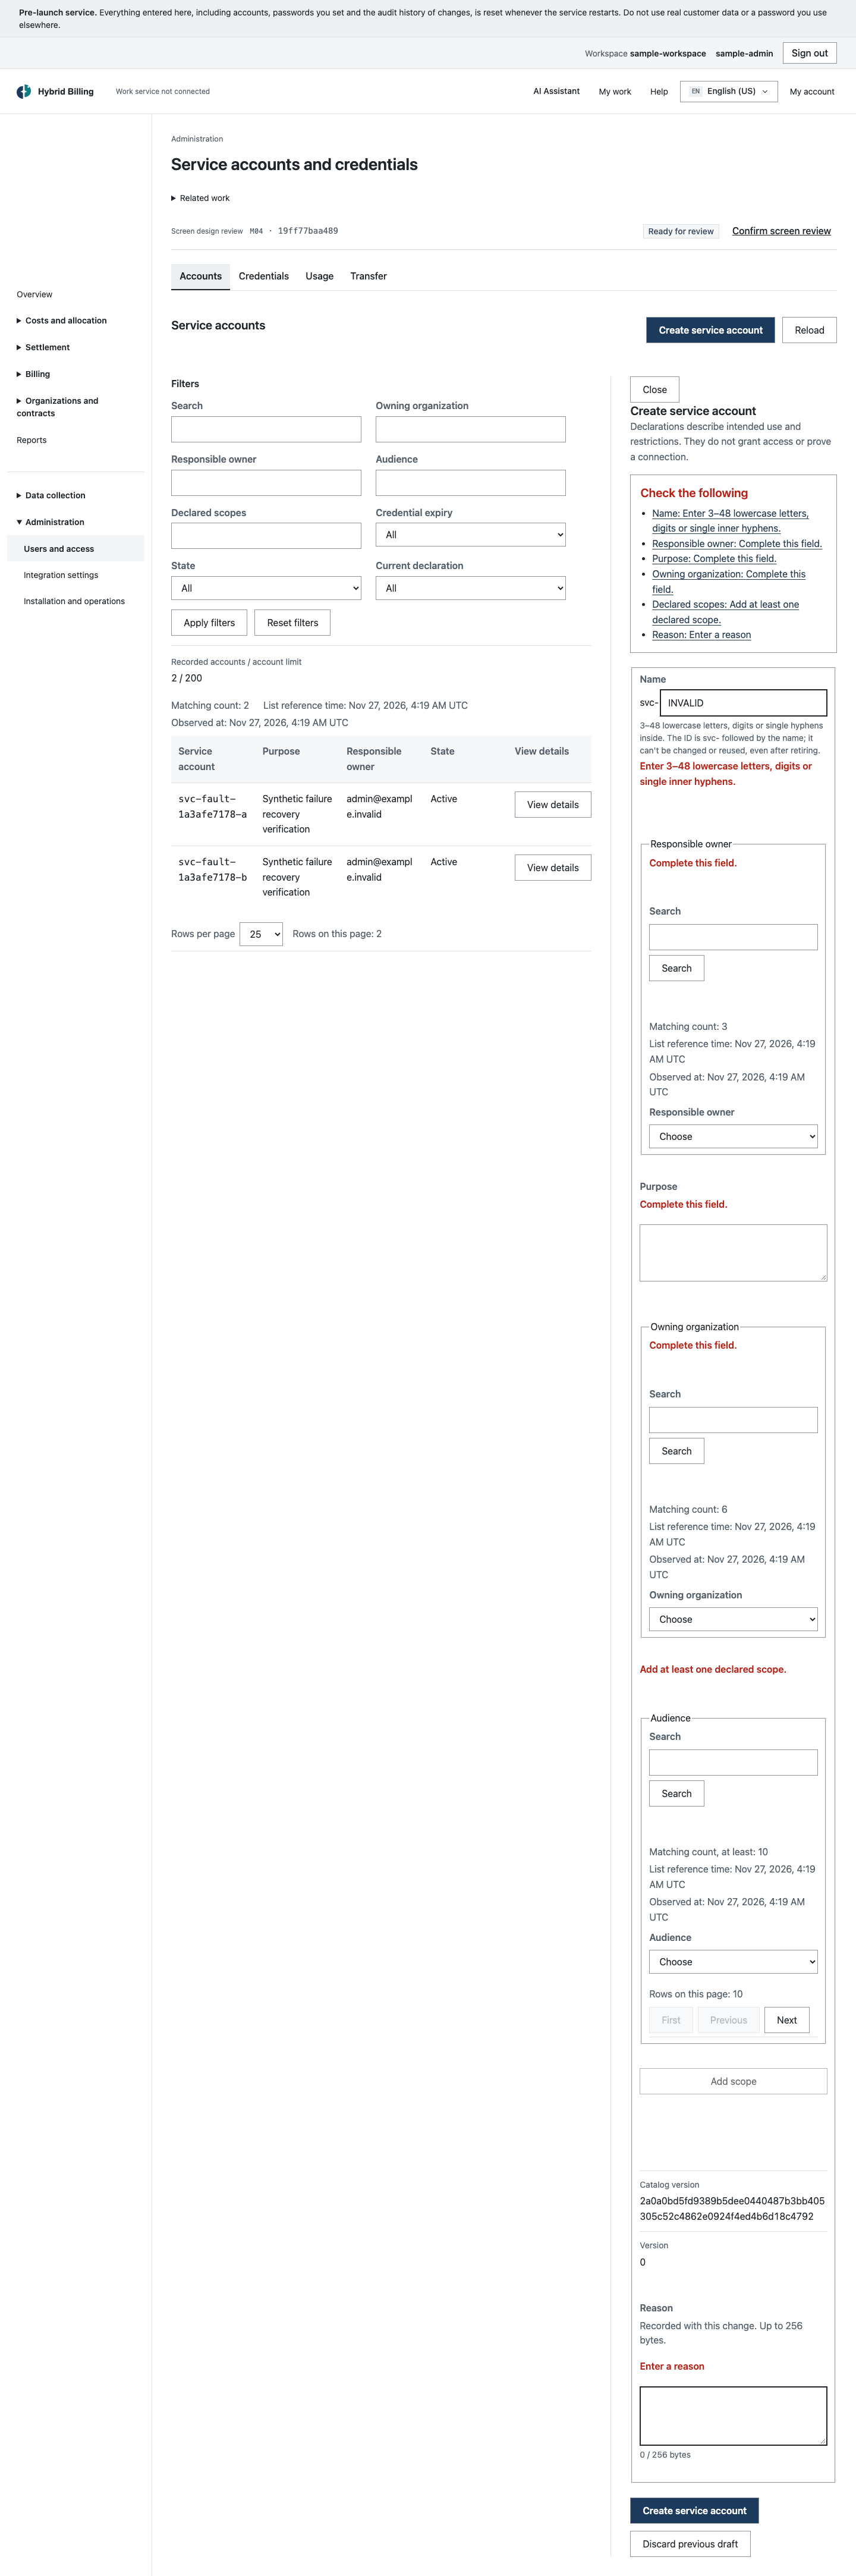 Pre-launch service. Everything entered here, including accounts, passwords you set and the audit history of changes, is reset whenever the service restarts. Do not use real customer data or a password you use
elsewhere.
Workspace sample-workspace sample-admin Sign out
Hybrid Billing Work service not connected AI Assistant My work Help EN English (US) My account
Overview
Costs and allocation
Settlement
Billing
Organizations and
contracts
Reports
Data collection
Administration
Users and access
Integration settings
Installation and operations
Administration
Service accounts and credentials
Related work
Screen design review M04 · 19ff77baa489 Ready for review Confirm screen review
Accounts Credentials Usage Transfer
Service accounts Create service account Reload
Filters
Search Owning organization
Responsible owner Audience
Declared scopes Credential expiry
All
State Current declaration
All All
Apply filters Reset filters
Recorded accounts / account limit
2 / 200
Matching count: 2 List reference time: Nov 27, 2026, 4:19 AM UTC
Observed at: Nov 27, 2026, 4:19 AM UTC
Service Purpose Responsible State View details
account owner
svc-fault- Synthetic failure admin@exampl Active View details
1a3afe7178-a recovery e.invalid
verification
svc-fault- Synthetic failure admin@exampl Active View details
1a3afe7178-b recovery e.invalid
verification
Rows per page 25 Rows on this page: 2
Close
Create service account
Declarations describe intended use and
restrictions. They do not grant access or prove
a connection.
Check the following
Name: Enter 3–48 lowercase letters,
digits or single inner hyphens.
Responsible owner: Complete this field.
Purpose: Complete this field.
Owning organization: Complete this
field.
Declared scopes: Add at least one
declared scope.
Reason: Enter a reason
Name
svc- INVALID
3–48 lowercase letters, digits or single hyphens
inside. The ID is svc- followed by the name; it
can't be changed or reused, even after retiring.
Enter 3–48 lowercase letters, digits or
single inner hyphens.
Responsible owner
Complete this field.
Search
Search
Matching count: 3
List reference time: Nov 27, 2026, 4:19
AM UTC
Observed at: Nov 27, 2026, 4:19 AM
UTC
Responsible owner
Choose
Purpose
Complete this field.
Owning organization
Complete this field.
Search
Search
Matching count: 6
List reference time: Nov 27, 2026, 4:19
AM UTC
Observed at: Nov 27, 2026, 4:19 AM
UTC
Owning organization
Choose
Add at least one declared scope.
Audience
Search
Search
Matching count, at least: 10
List reference time: Nov 27, 2026, 4:19
AM UTC
Observed at: Nov 27, 2026, 4:19 AM
UTC
Audience
Choose
Rows on this page: 10
First Previous Next
Add scope
Catalog version
2a0a0bd5fd9389b5dee0440487b3bb405
305c52c4862e0924f4ed4b6d18c4792
Version
0
Reason
Recorded with this change. Up to 256
bytes.
Enter a reason
0 / 256 bytes
Create service account
Discard previous draft